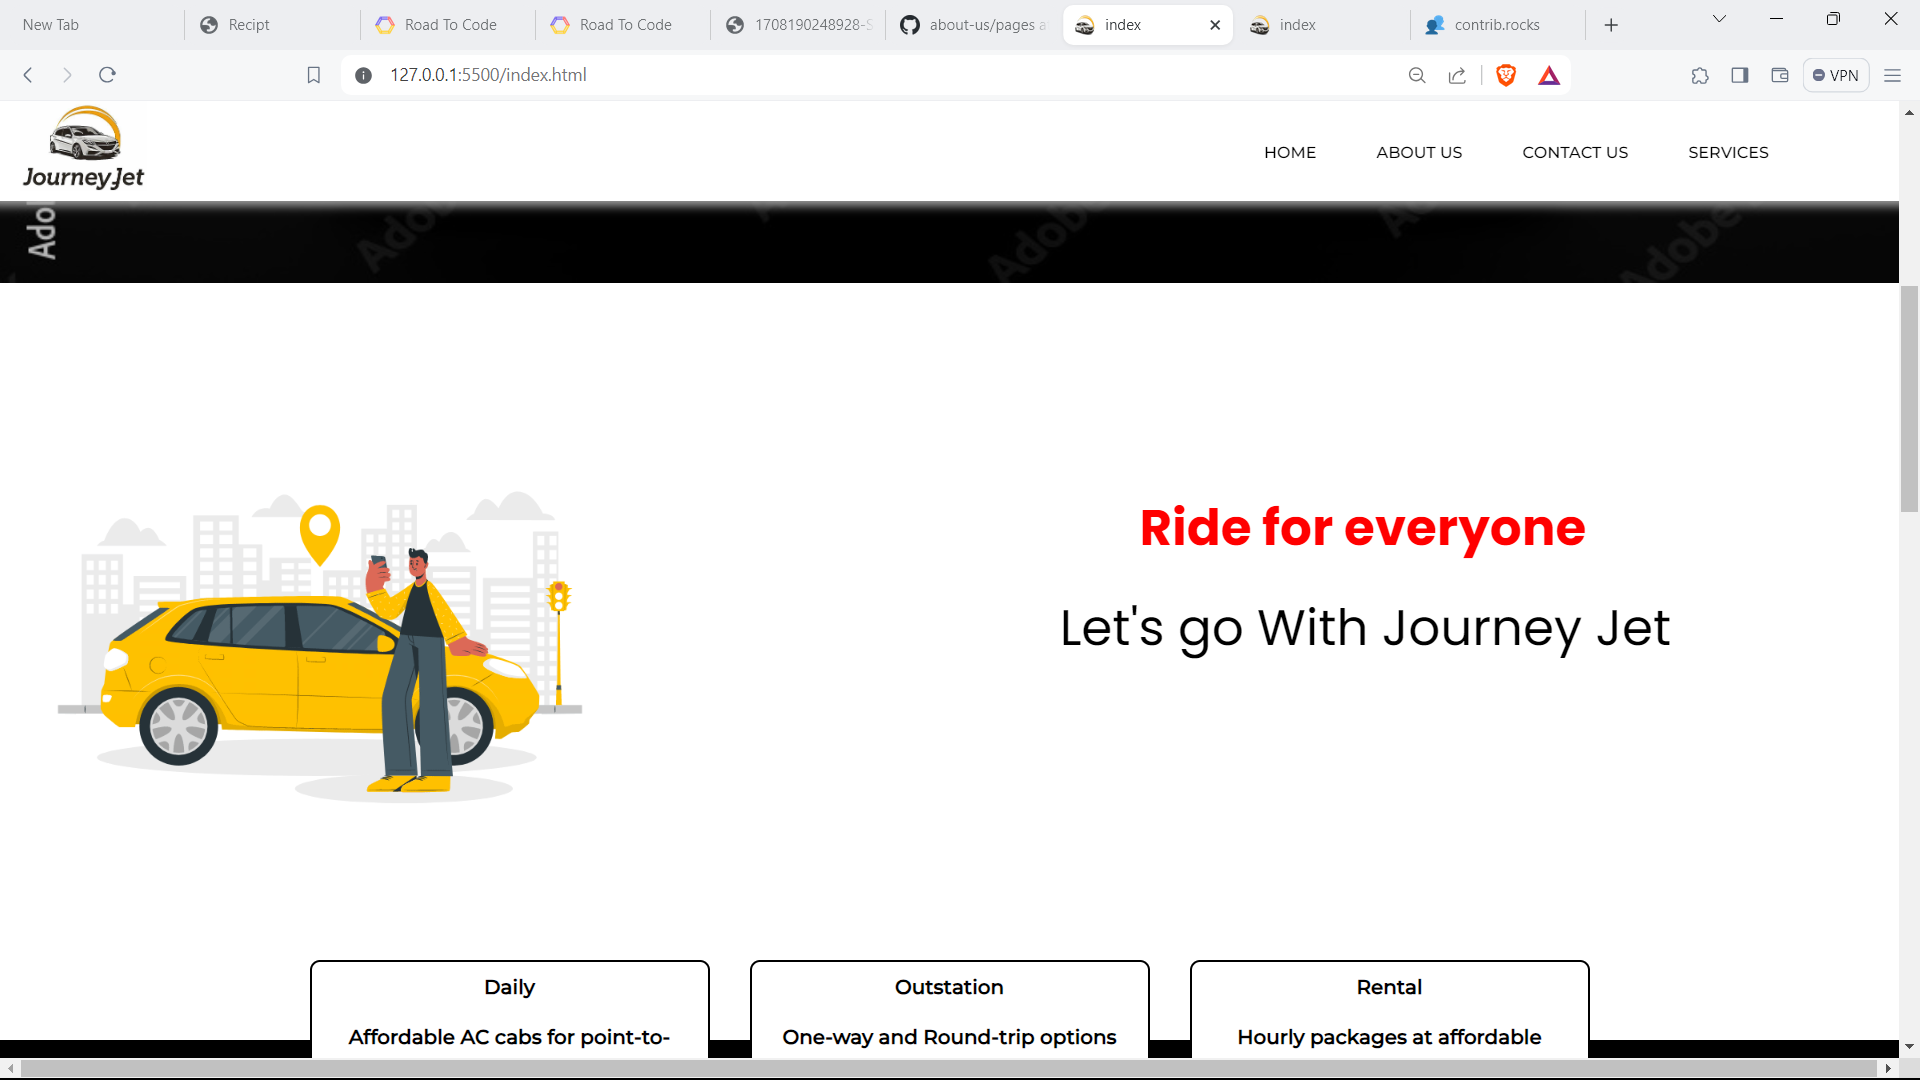 New Tab
Recipt
Road To Code
Road To Code
1708190248928-S
about-us/pages a
index
index
contrib.rocks
127.0.0.1:5500/index.html
VPN
JourneyJet
HOME
ABOUT US
CONTACT US
SERVICES
Ado
Adobe
Adobe
Adobe
Ride for everyone
Let's go With Journey Jet
Daily
Affordable AC cabs for point-to-
Outstation
One-way and Round-trip options
Rental
Hourly packages at affordable